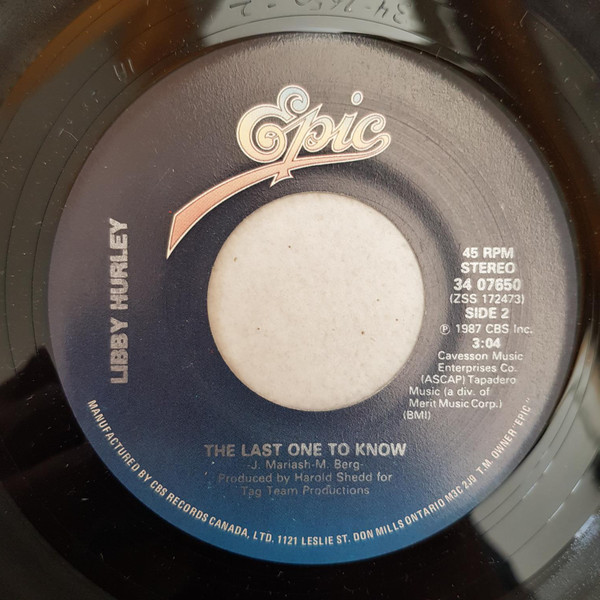 Epic
LIBBY HURLEY
45 RPM
STEREO
34 07650
(ZSS 172473)
SIDE 2
℗ 1987 CBS Inc.
3:04
Cavesson Music
Enterprises Co.
(ASCAP) Tapadero
Music (a div. of
Merit Music Corp.)
(BMI)
THE LAST ONE TO KNOW
-J. Mariash-M. Berg-
Produced by Harold Shedd for
Tag Team Productions
MANUFACTURED BY CBS RECORDS CANADA, LTD. 1121 LESLIE ST. DON MILLS ONTARIO M3C 2J9 T.M. OWNER "EPIC"